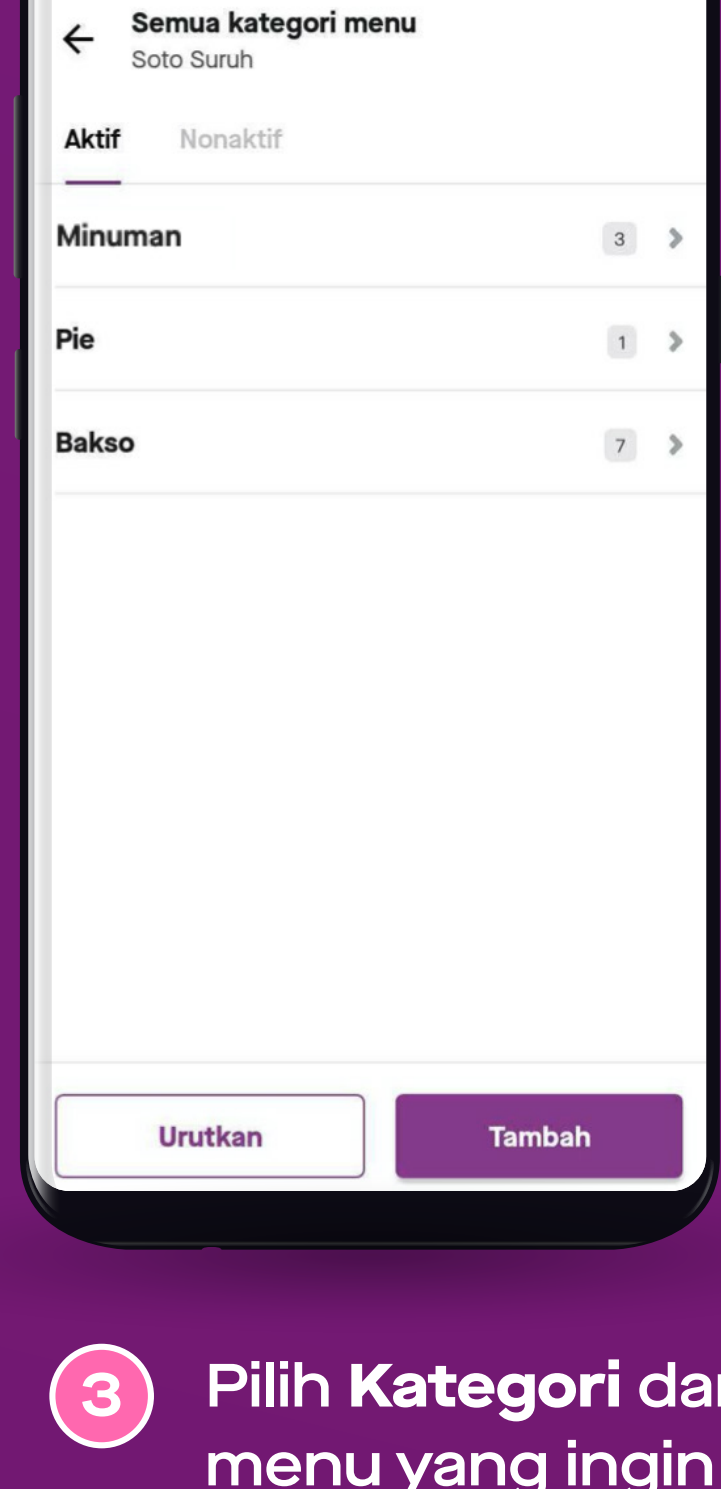 Semua kategori menu
Soto Suruh
Aktif Nonaktif
Minuman 3
Pie 1
Bakso 7
Urutkan Tambah
3 Pilih Kategori
menu yang ingin